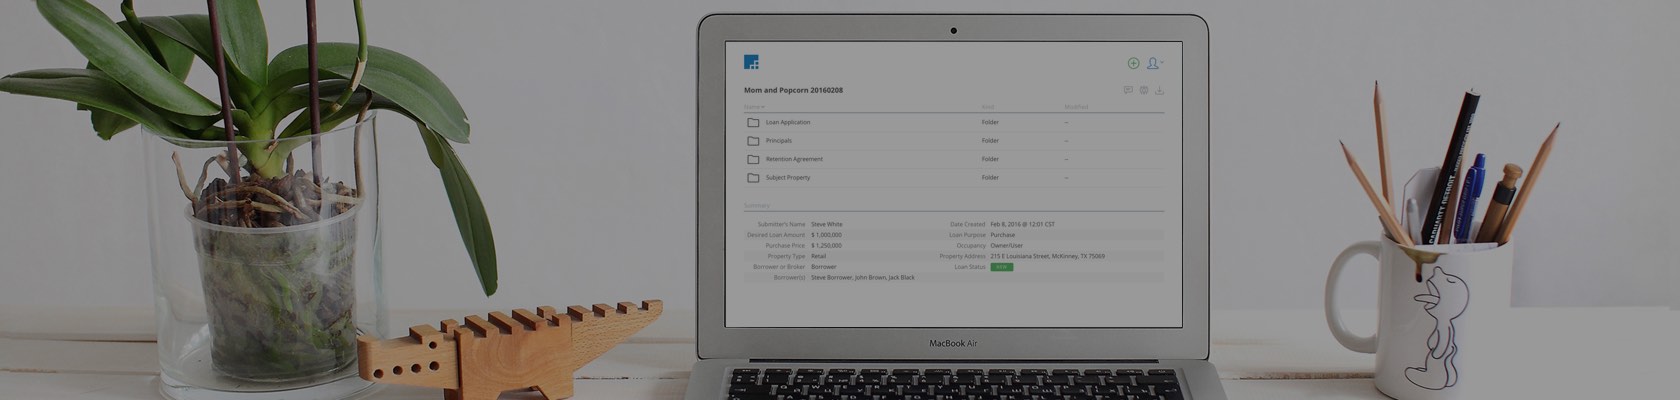 Mom and Popcorn 20160208
Name Kind Modified
Loan Application Folder --
Principals Folder --
Retention Agreement Folder --
Subject Property Folder --
Summary
Submitter's Name Steve White Date Created Feb 8, 2016 @ 12:01 CST
Desired Loan Amount $ 1,000,000 Loan Purpose Purchase
Purchase Price $ 1,250,000 Occupancy Owner/User
Property Type Retail Property Address 215 E Louisiana Street, McKinney, TX 75069
Borrower or Broker Borrower Loan Status NEW
Borrower(s) Steve Borrower, John Brown, Jack Black
MacBook Air